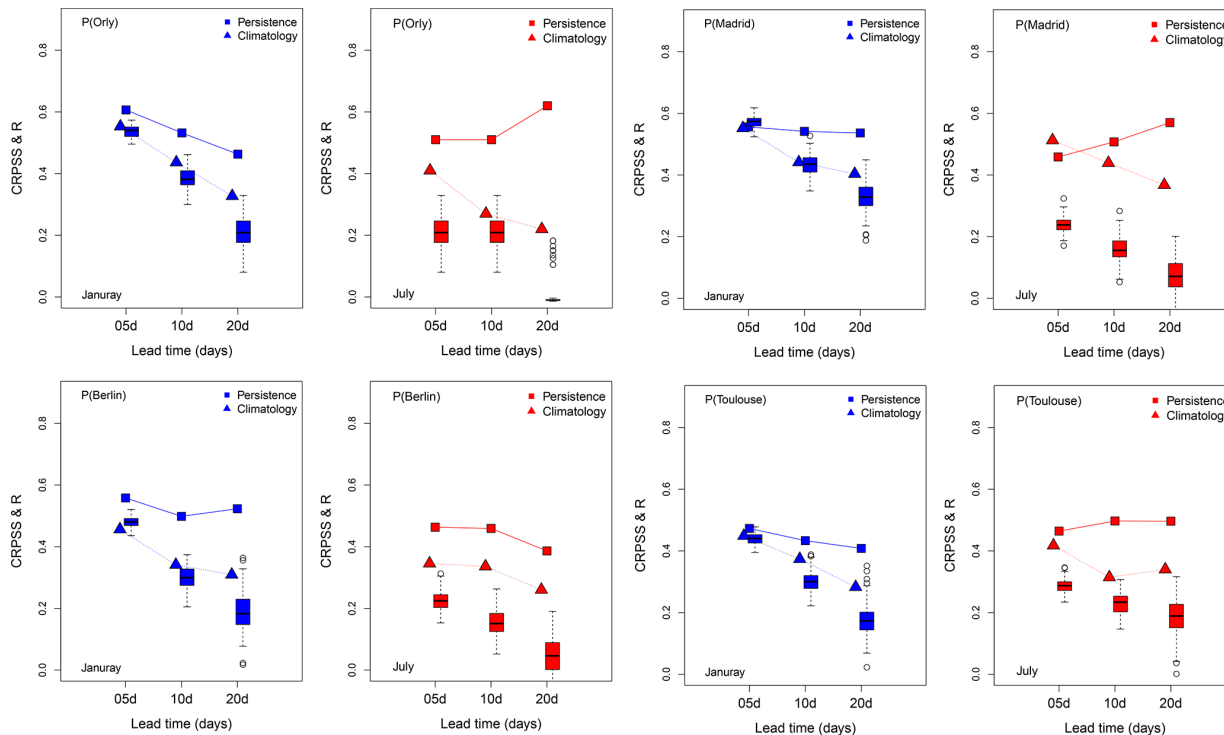 P(Orly)
Persistence
Climatology
CRPSS & R
0.8
0.6
0.4
0.2
0.0
Januray
05d 10d 20d
Lead time (days)
P(Orly)
Persistence
Climatology
CRPSS & R
0.8
0.6
0.4
0.2
0.0
July
05d 10d 20d
Lead time (days)
P(Madrid)
Persistence
Climatology
CRPSS & R
0.8
0.6
0.4
0.2
0.0
Januray
05d 10d 20d
Lead time (days)
P(Madrid)
Persistence
Climatology
CRPSS & R
0.8
0.6
0.4
0.2
0.0
July
05d 10d 20d
Lead time (days)
P(Berlin)
Persistence
Climatology
CRPSS & R
0.8
0.6
0.4
0.2
0.0
Januray
05d 10d 20d
Lead time (days)
P(Berlin)
Persistence
Climatology
CRPSS & R
0.8
0.6
0.4
0.2
0.0
July
05d 10d 20d
Lead time (days)
P(Toulouse)
Persistence
Climatology
CRPSS & R
0.8
0.6
0.4
0.2
0.0
Januray
05d 10d 20d
Lead time (days)
P(Toulouse)
Persistence
Climatology
CRPSS & R
0.8
0.6
0.4
0.2
0.0
July
05d 10d 20d
Lead time (days)